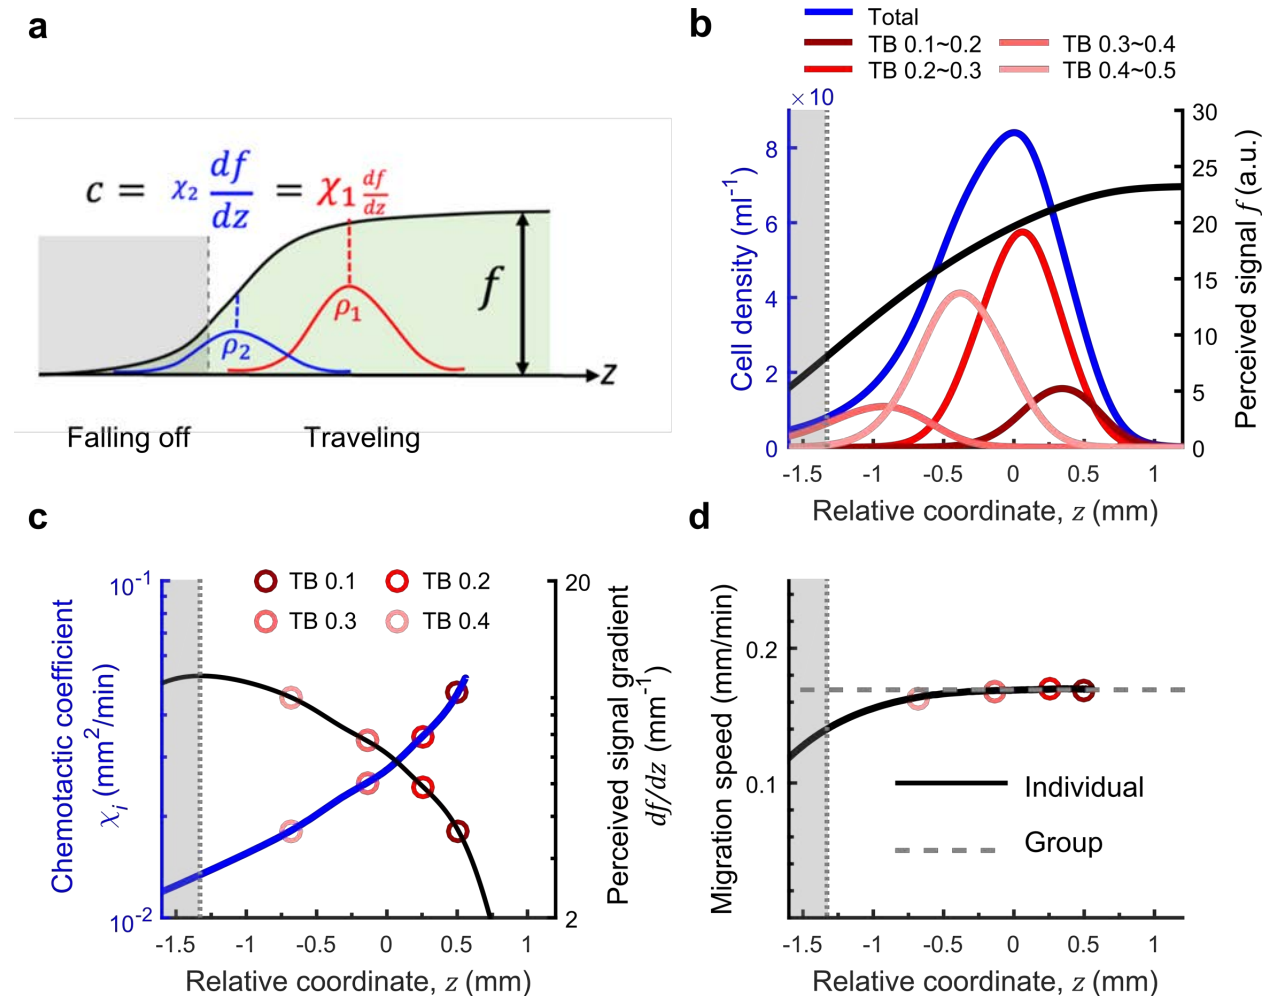 a
c = χ₂ df/dz = χ₁ df/dz
f
ρ₁
ρ₂
z
Falling off
Traveling
b
Total
TB 0.1~0.2
TB 0.3~0.4
TB 0.2~0.3
TB 0.4~0.5
×10
8
6
4
2
0
Cell density (ml⁻¹)
30
25
20
15
10
5
0
Perceived signal f (a.u.)
-1.5 -1 -0.5 0 0.5 1
Relative coordinate, z (mm)
c
TB 0.1
TB 0.2
TB 0.3
TB 0.4
10⁻¹
10⁻²
Chemotactic coefficient
χᵢ (mm²/min)
20
2
Perceived signal gradient
df/dz (mm⁻¹)
-1.5 -1 -0.5 0 0.5 1
Relative coordinate, z (mm)
d
0.2
0.1
Migration speed (mm/min)
Individual
Group
-1.5 -1 -0.5 0 0.5 1
Relative coordinate, z (mm)